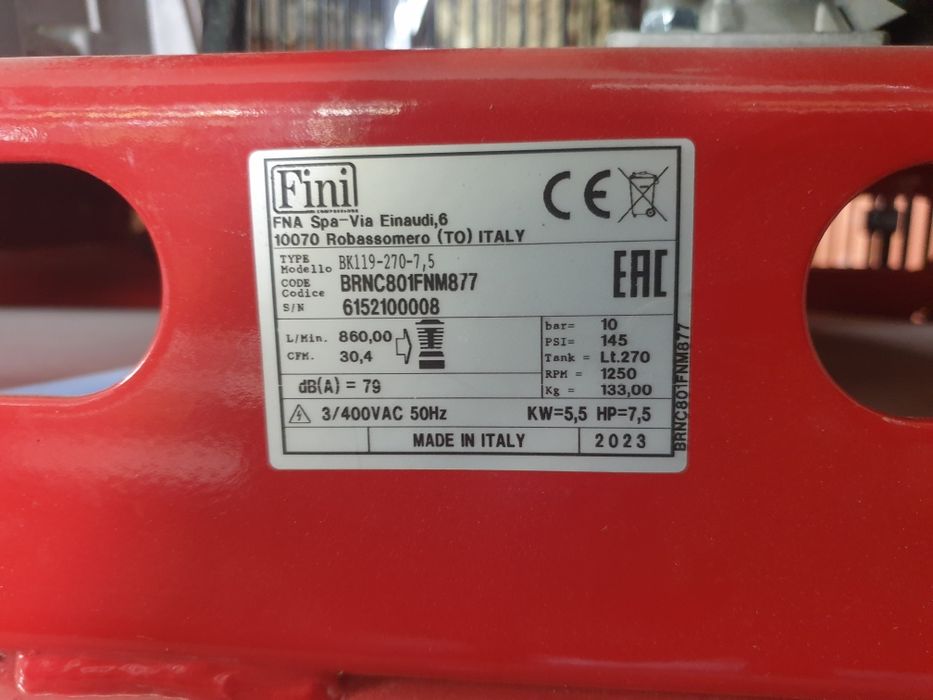 Fini
COMPRESSORS
CE
FNA Spa-Via Einaudi,6
10070 Robassomero (TO) ITALY
TYPE
Modello BK119-270-7,5
CODE
Codice BRNC801FNM877
S/N 6152100008
EAC
L/Min. 860,00
CFM. 30,4
bar= 10
PSI= 145
Tank = Lt.270
RPM = 1250
Kg = 133,00
dB(A) = 79
3/400VAC 50Hz KW=5,5 HP=7,5
MADE IN ITALY 2023
BRNC801FNM877